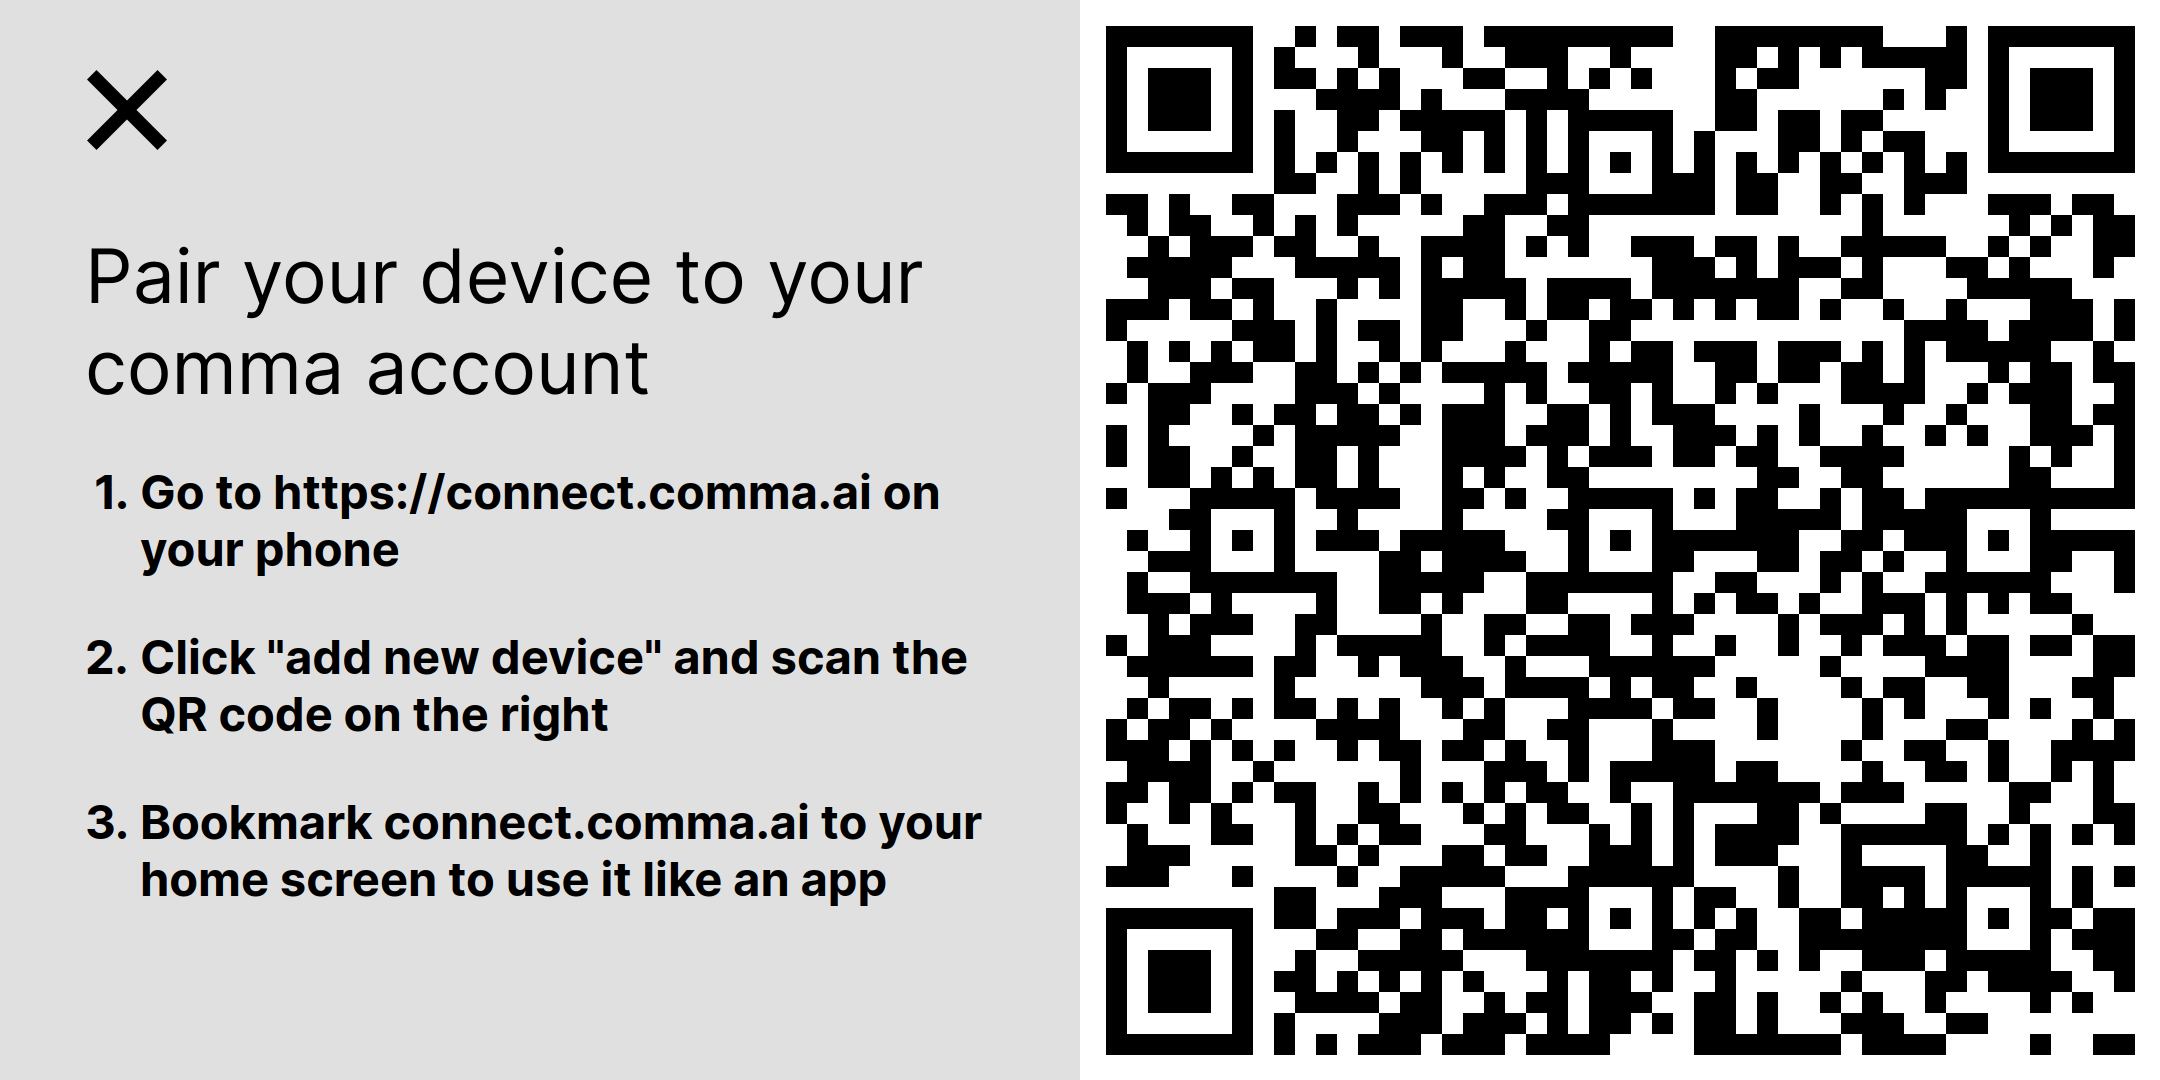 Pair your device to your
comma account
1. Go to https://connect.comma.ai on
your phone
2. Click "add new device" and scan the
QR code on the right
3. Bookmark connect.comma.ai to your
home screen to use it like an app